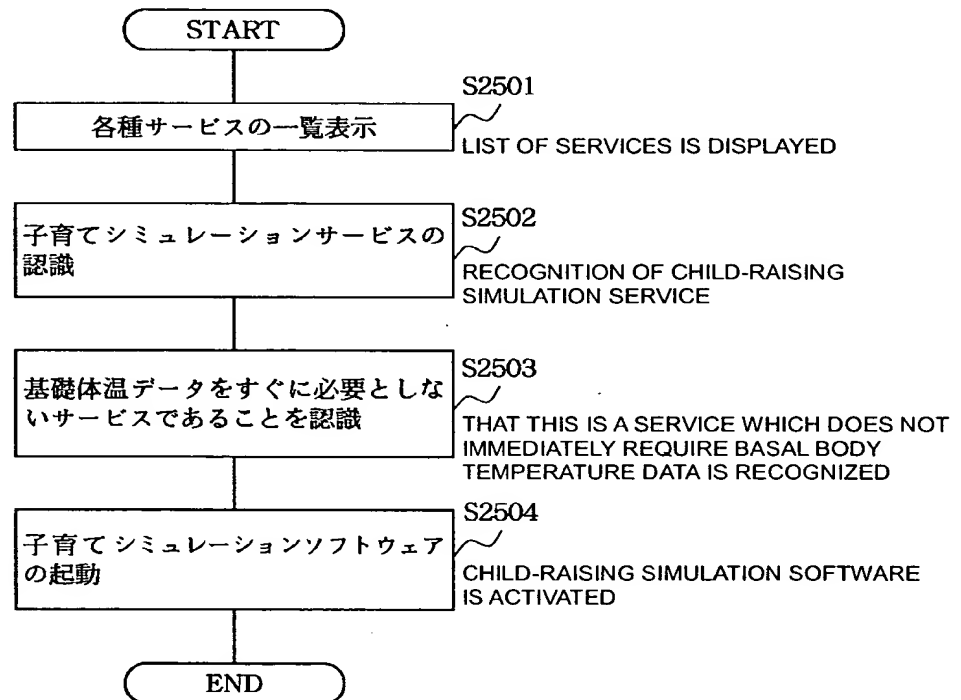 START
S2501
各種サービスの一覧表示
LIST OF SERVICES IS DISPLAYED
S2502
子育てシミュレーションサービスの
認識
RECOGNITION OF CHILD-RAISING
SIMULATION SERVICE
S2503
基礎体温データをすぐに必要としな
いサービスであることを認識
THAT THIS IS A SERVICE WHICH DOES NOT
IMMEDIATELY REQUIRE BASAL BODY
TEMPERATURE DATA IS RECOGNIZED
S2504
子育てシミュレーションソフトウェア
の起動
CHILD-RAISING SIMULATION SOFTWARE
IS ACTIVATED
END